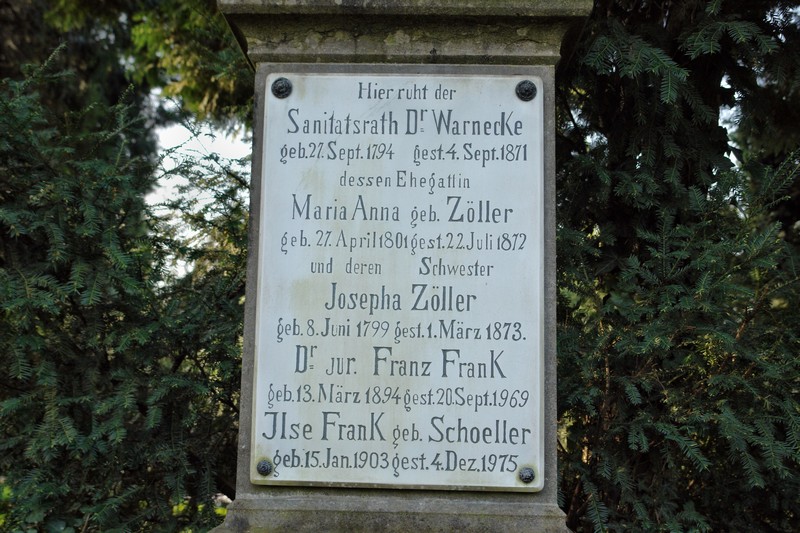 Hier ruht der
Sanitatsrath Dr. Warnecke
geb. 27. Sept. 1794 gest. 4. Sept. 1871
dessen Ehegattin
Maria Anna geb. Zöller
geb. 27. April 1801 gest. 22. Juli 1872
und deren Schwester
Josepha Zöller
geb. 8. Juni 1799 gest. 1. März 1873.
Dr. jur. Franz Frank
geb. 13. März 1894 gest. 20. Sept. 1969
Ilse Frank geb. Schoeller
geb. 15. Jan. 1903 gest. 4. Dez. 1975